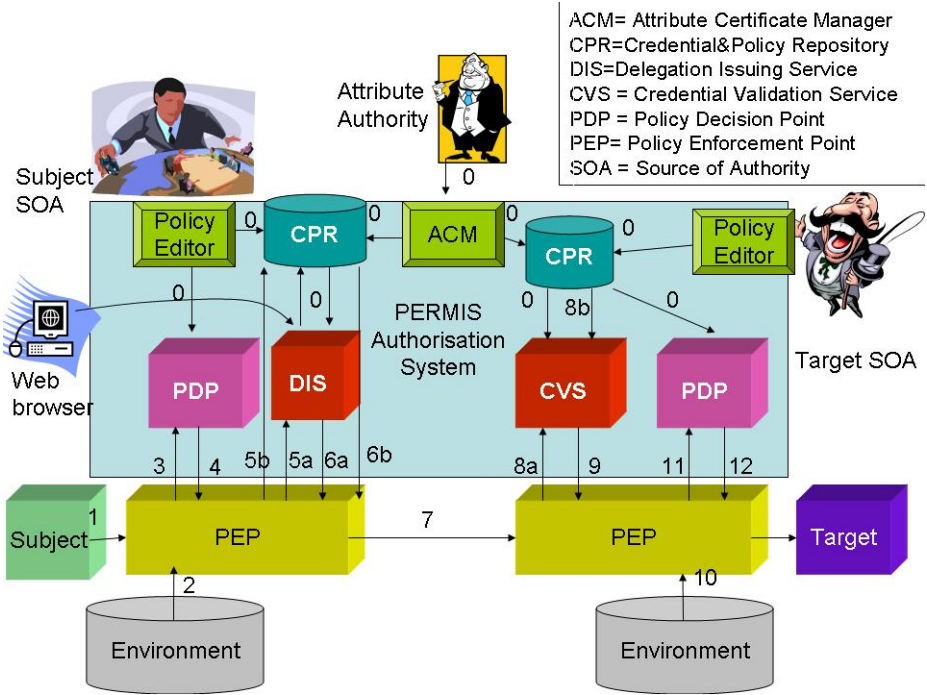 ACM= Attribute Certificate Manager
CPR=Credential&Policy Repository
DIS=Delegation Issuing Service
CVS = Credential Validation Service
PDP = Policy Decision Point
PEP= Policy Enforcement Point
SOA = Source of Authority
Attribute
Authority
Subject
SOA
0
Policy
Editor
0
CPR
0
ACM
0
CPR
0
Policy
Editor
0
0
0
8b
0
PERMIS
Authorisation
System
Web
browser
PDP
DIS
CVS
PDP
Target SOA
3
4
5b
5a
6a
6b
8a
9
11
12
Subject
1
PEP
7
PEP
Target
2
10
Environment
Environment